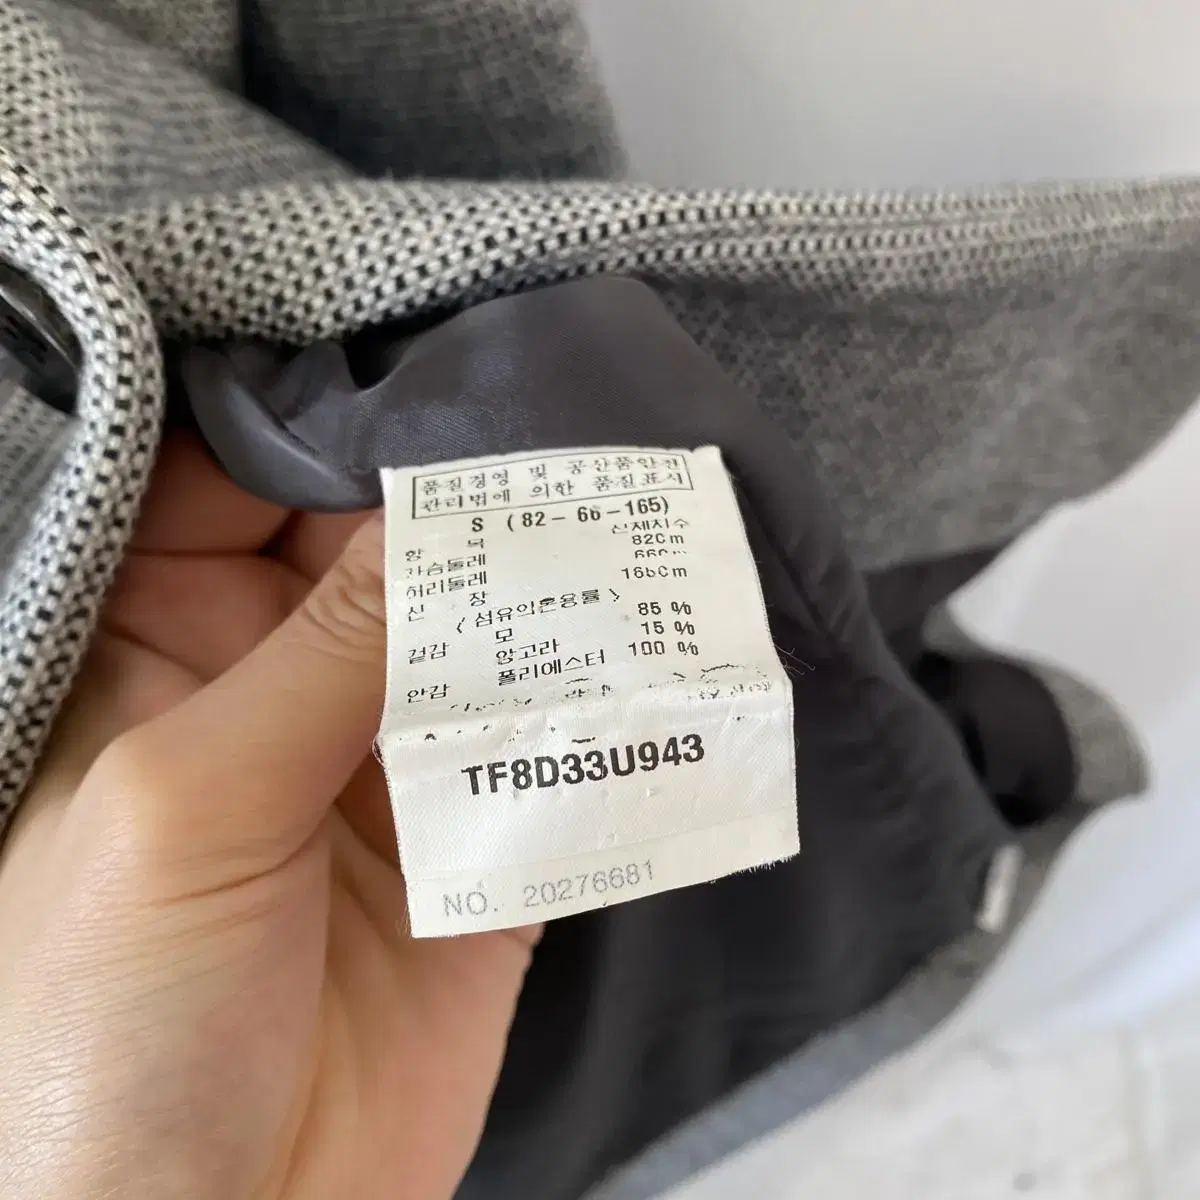 품질경영 및 공산품안전
관리법에 의한 품질표시
S (82-66-165)
항 목 신체치수
가슴둘레 82Cm
허리둘레 66Cm
신 장 165Cm
<섬유의혼용률>
겉감 모 85 %
앙고라 15 %
안감 폴리에스터 100 %
TF8D33U943
NO. 20276681